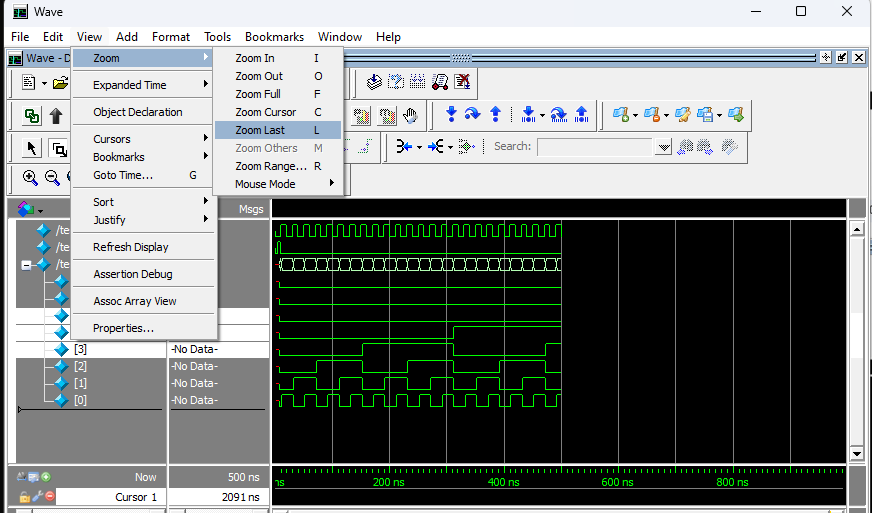 Wave
File Edit View Add Format Tools Bookmarks Window Help
Wave - D
Zoom
Expanded Time
Object Declaration
Cursors
Bookmarks
Goto Time... G
Sort
Justify
Refresh Display
Assertion Debug
Assoc Array View
Properties...
Zoom In I
Zoom Out O
Zoom Full F
Zoom Cursor C
Zoom Last L
Zoom Others M
Zoom Range... R
Mouse Mode
Search:
Msgs
/te
/te
/te
[3] -No Data-
[2] -No Data-
[1] -No Data-
[0] -No Data-
Now 500 ns
Cursor 1 2091 ns
ns 200 ns 400 ns 600 ns 800 ns